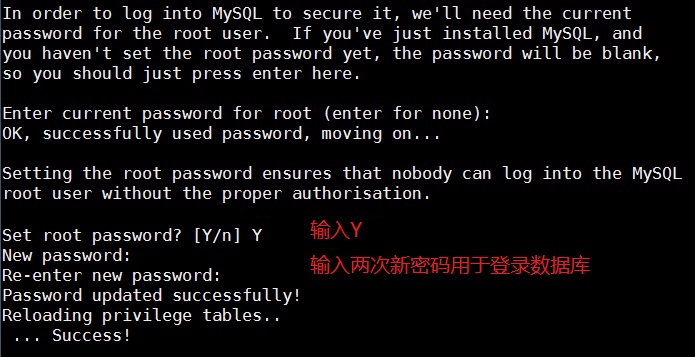 In order to log into MySQL to secure it, we'll need the current
password for the root user.  If you've just installed MySQL, and
you haven't set the root password yet, the password will be blank,
so you should just press enter here.
Enter current password for root (enter for none):
OK, successfully used password, moving on...
Setting the root password ensures that nobody can log into the MySQL
root user without the proper authorisation.
Set root password? [Y/n] Y
输入Y
New password:
输入两次新密码用于登录数据库
Re-enter new password:
Password updated successfully!
Reloading privilege tables..
 ... Success!